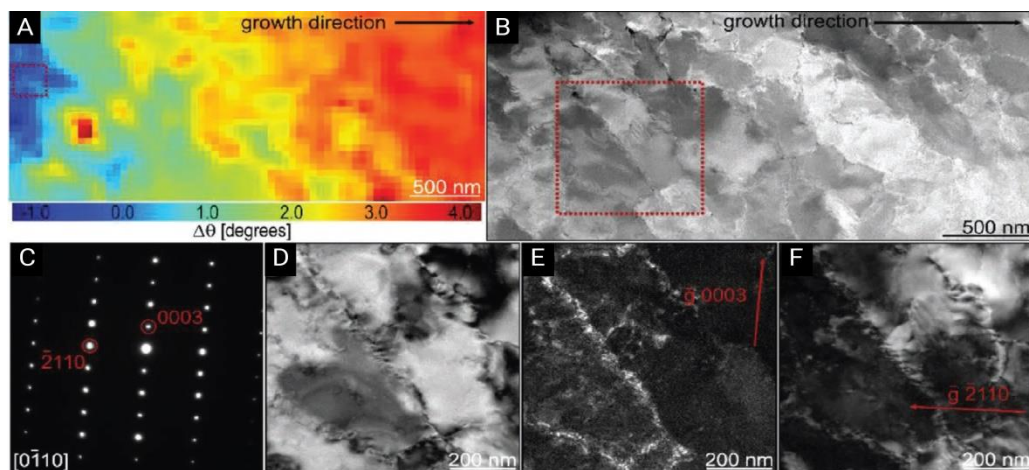 A
growth direction
500 nm
-1.0 0.0 1.0 2.0 3.0 4.0
Δθ [degrees]
B
growth direction
500 nm
C
0003
2̄110
[01̄10]
D
200 nm
E
ḡ 0003
200 nm
F
ḡ 2̄110
200 nm